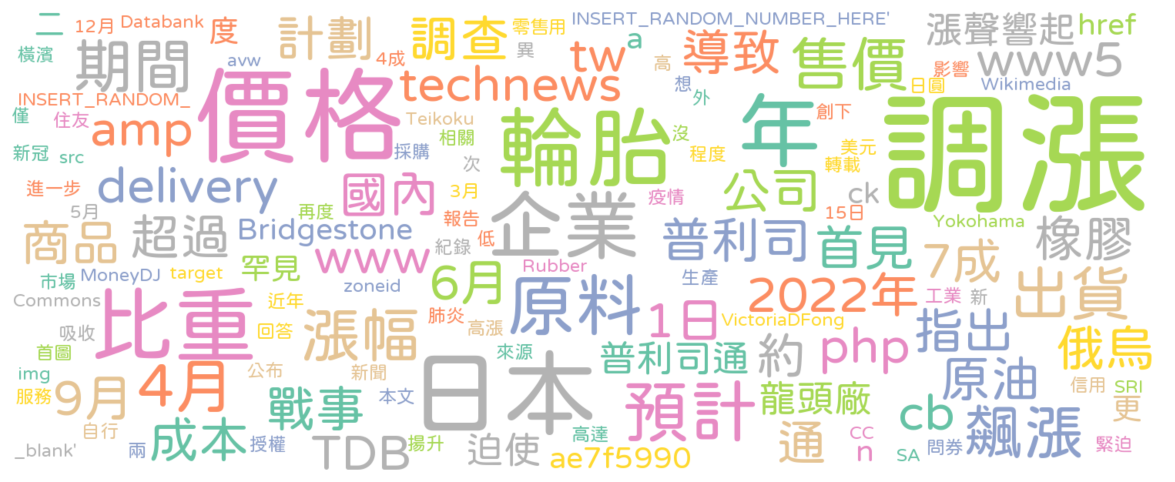 二
12月
Databank
度
計劃
調查
零售用
INSERT_RANDOM_NUMBER_HERE'
漲聲響起
href
橫濱
期間
avw
4成
異
tw
a
導致
售價
影響
www5
INSERT_RANDOM_
價格
technews
高
想
日圓
Wikimedia
僅
住友
amp
Teikoku
輪胎
外
年
創下
調漲
新冠
src
採購
相關
沒
程度
美元
轉載
次
進一步
delivery
國內
3月
疫情
公司
ck
5月
再度
報告
企業
15日
Yokohama
商品
超過
Bridgestone
紀錄
低
普利司
首見
橡膠
市場
MoneyDJ
target
罕見
www
6月
Rubber
生產
7成
Commons
zoneid
原料
2022年
工業
新
出貨
近年
比重
吸收
回答
漲幅
肺炎
高漲
1日
VictoriaDFong
指出
俄烏
首圖
來源
普利司通
約
php
img
4月
公布
新聞
日本
原油
信用
SRI
服務
9月
戰事
本文
預計
龍頭廠
cb
飆漲
更
自行
成本
授權
TDB
揚升
迫使
高達
通
CC
n
問券
緊迫
_blank'
兩
ae7f5990
SA